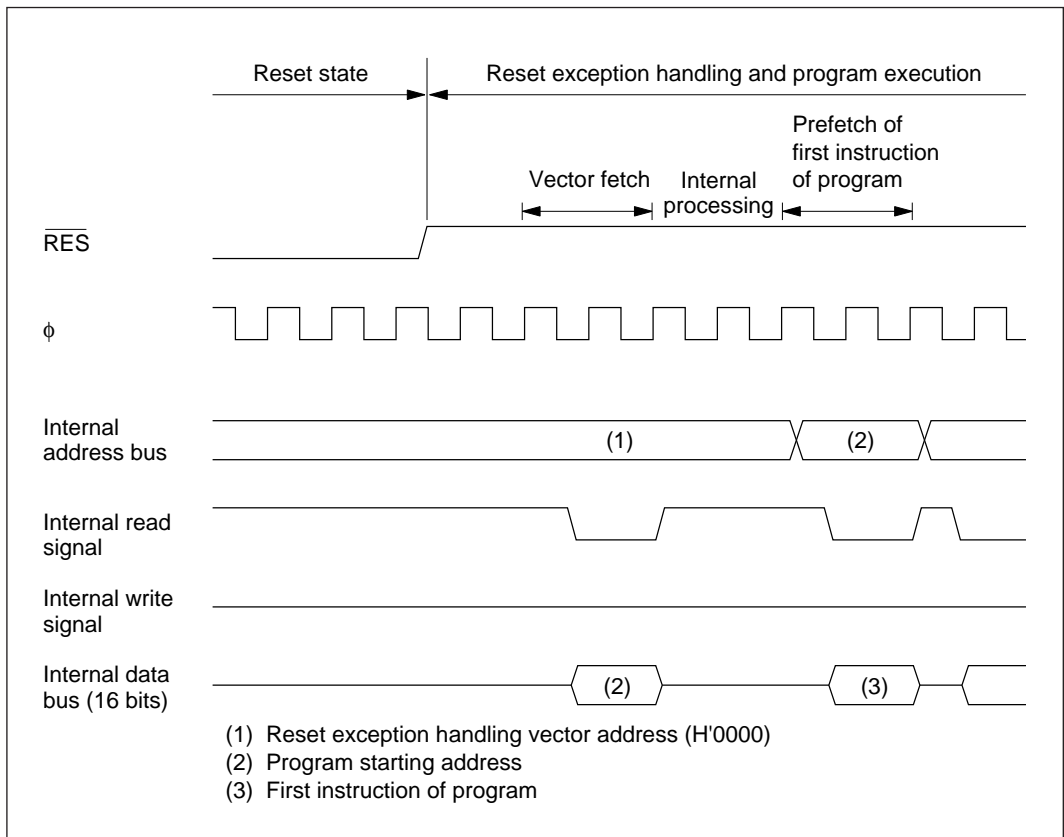 Reset state
Reset exception handling and program execution
Prefetch of
first instruction
of program
Vector fetch
Internal
processing
RES
ϕ
Internal
address bus
(1)
(2)
Internal read
signal
Internal write
signal
Internal data
bus (16 bits)
(2)
(3)
(1) Reset exception handling vector address (H'0000)
(2) Program starting address
(3) First instruction of program